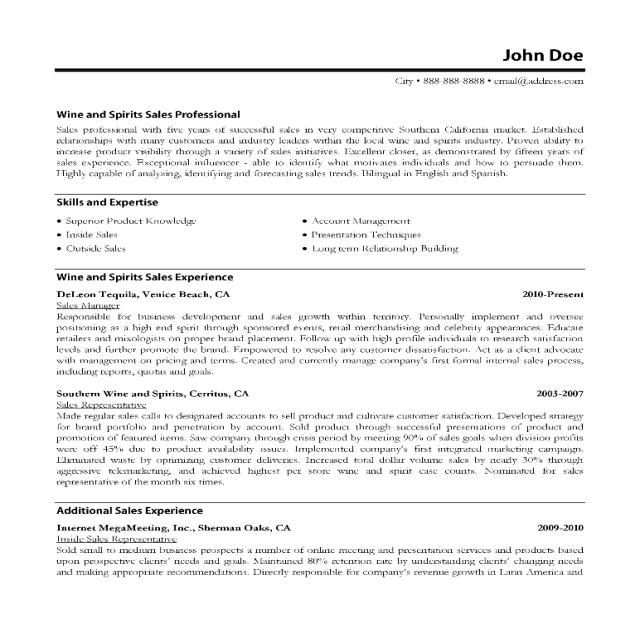 John Doe
City • 888-888-8888 • email@address.com
Wine and Spirits Sales Professional
Sales professional with five years of successful sales in very competitive Southern California market. Established
relationships with many customers and industry leaders within the local wine and spirits industry. Proven ability to
increase product visibility through a variety of sales initiatives. Excellent closer, as demonstrated by fifteen years of
sales experience. Exceptional influencer - able to identify what motivates individuals and how to persuade them.
Highly capable of analyzing, identifying and forecasting sales trends. Bilingual in English and Spanish.
Skills and Expertise
• Superior Product Knowledge
• Inside Sales
• Outside Sales
• Account Management
• Presentation Techniques
• Long term Relationship Building
Wine and Spirits Sales Experience
DeLeon Tequila, Venice Beach, CA 2010-Present
Sales Manager
Responsible for business development and sales growth within territory. Personally implement and oversee
positioning as a high end spirit through sponsored events, retail merchandising and celebrity appearances. Educate
retailers and mixologists on proper brand placement. Follow up with high profile individuals to research satisfaction
levels and further promote the brand. Empowered to resolve any customer dissatisfaction. Act as a client advocate
with management on pricing and terms. Created and currently manage company's first formal internal sales process,
including reports, quotas and goals.
Southern Wine and Spirits, Cerritos, CA 2003-2007
Sales Representative
Made regular sales calls to designated accounts to sell product and cultivate customer satisfaction. Developed strategy
for brand portfolio and penetration by account. Sold product through successful presentations of product and
promotion of featured items. Saw company through crisis period by meeting 90% of sales goals when division profits
were off 45% due to product availability issues. Implemented company's first integrated marketing campaign.
Eliminated waste by optimizing customer deliveries. Increased total dollar volume sales by nearly 30% through
aggressive telemarketing, and achieved highest per store wine and spirit case counts. Nominated for sales
representative of the month six times.
Additional Sales Experience
Internet MegaMeeting, Inc., Sherman Oaks, CA 2009-2010
Inside Sales Representative
Sold small to medium business prospects a number of online meeting and presentation services and products based
upon prospective clients' needs and goals. Maintained 80% retention rate by understanding clients' changing needs
and making appropriate recommendations. Directly responsible for company's revenue growth in Latin America and